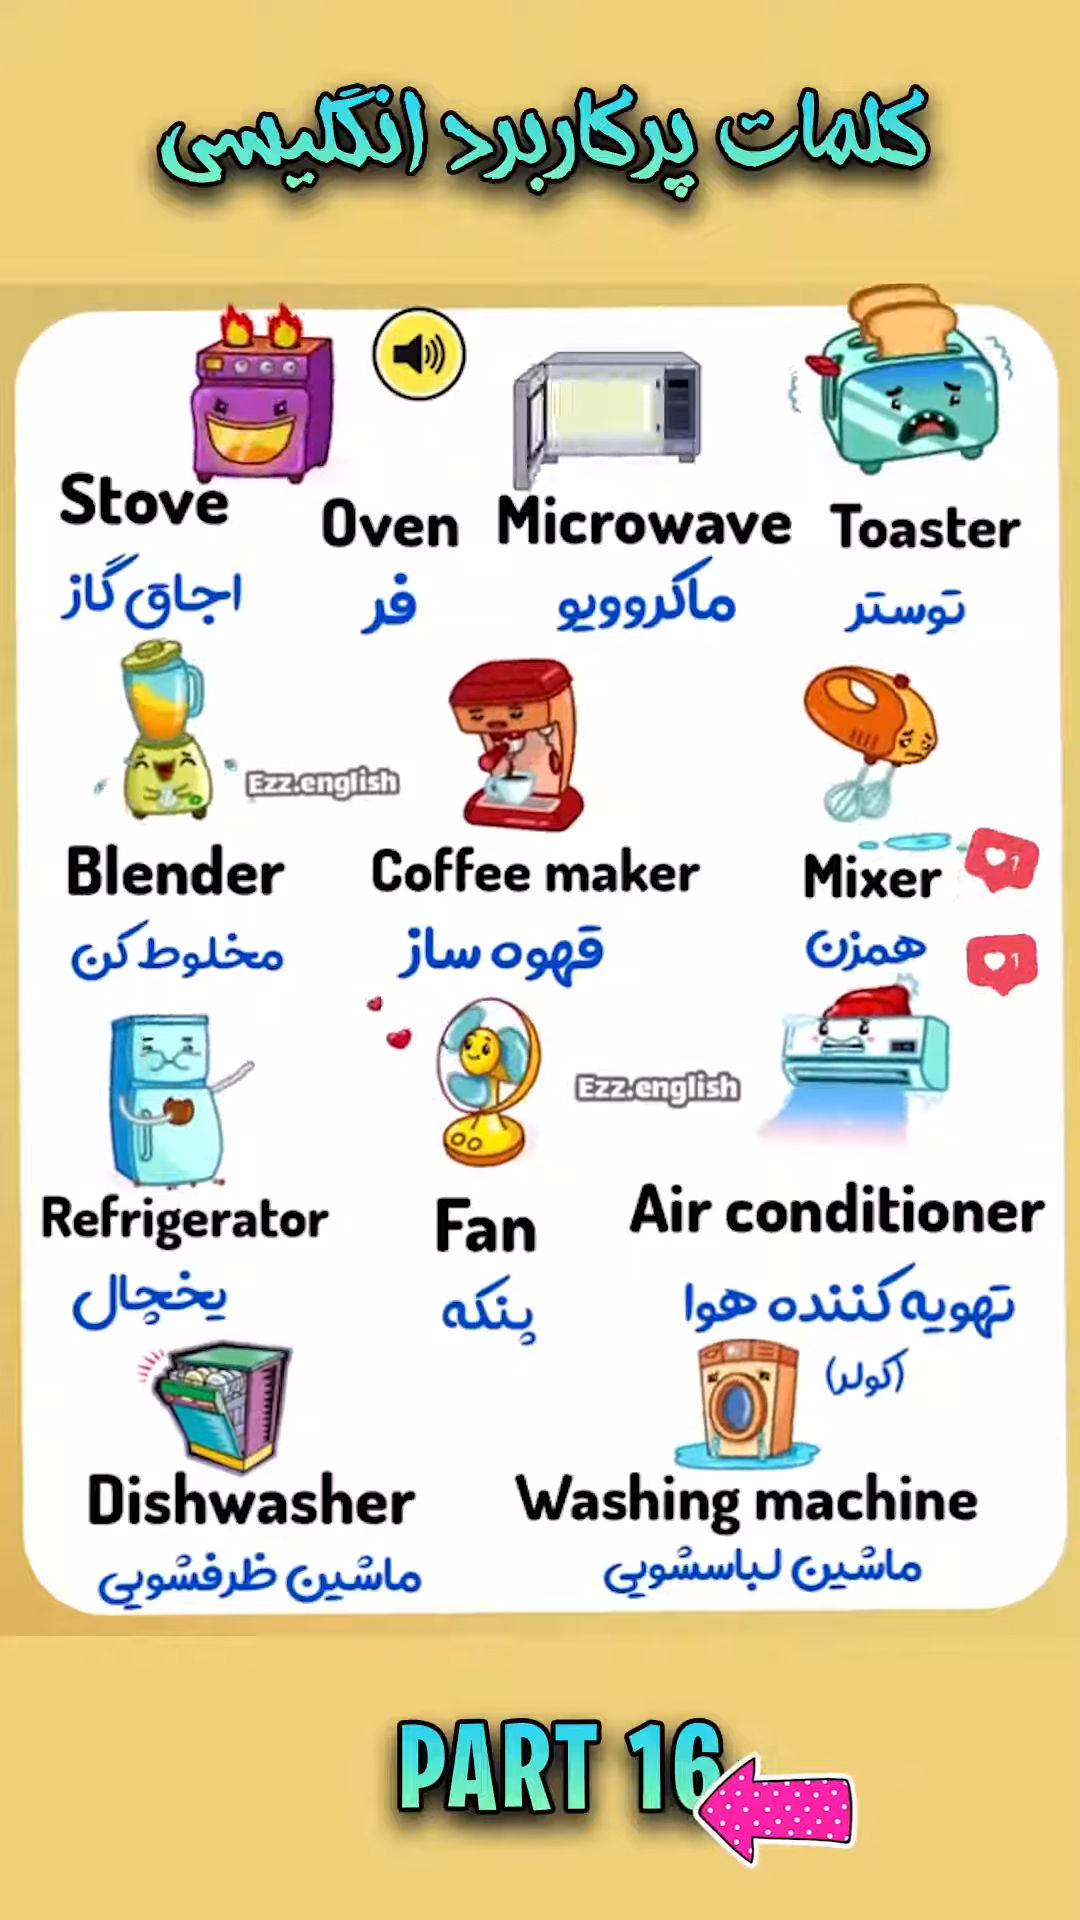 کلمات پرکاربرد انگلیسی
Stove
Oven
Microwave
Toaster
اجاق گاز
فر
ماکروویو
توستر
Ezz.english
Blender
Coffee maker
Mixer
1
مخلوط کن
قهوه ساز
همزن
1
Ezz.english
Refrigerator
Fan
Air conditioner
یخچال
پنکه
تهویه کننده هوا
(کولر)
Dishwasher
Washing machine
ماشین ظرفشویی
ماشین لباسشویی
PART 16